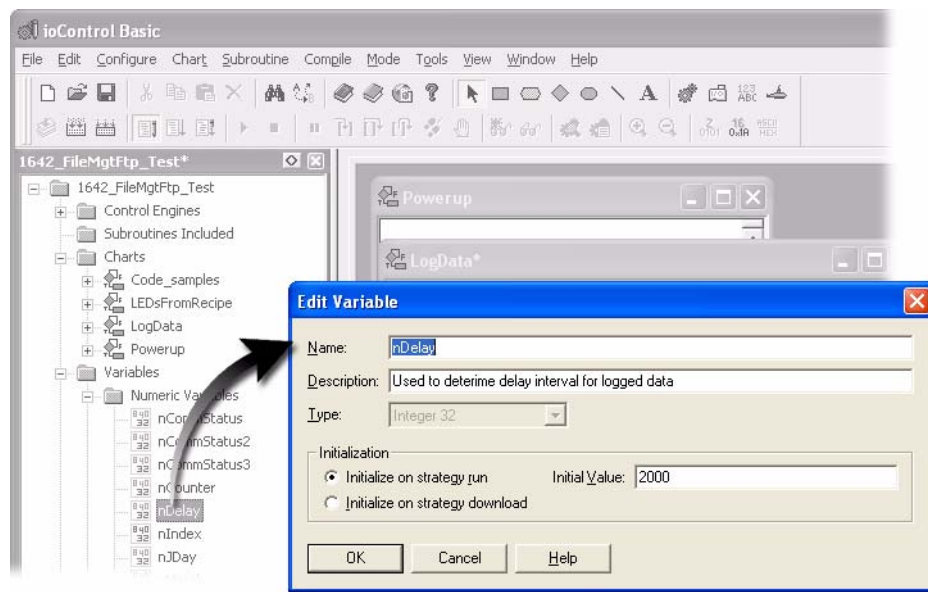 ioControl Basic
File Edit Configure Chart Subroutine Compile Mode Tools View Window Help
1642_FileMgtFtp_Test*
1642_FileMgtFtp_Test
Control Engines
Subroutines Included
Charts
Code_samples
LEDsFromRecipe
LogData
Powerup
Variables
Numeric Variables
nCommStatus
nCommStatus2
nCommStatus3
nCounter
nDelay
nIndex
nJDay
Powerup
LogData*
Edit Variable
Name: nDelay
Description: Used to deterime delay interval for logged data
Type: Integer 32
Initialization
Initialize on strategy run Initial Value: 2000
Initialize on strategy download
OK Cancel Help